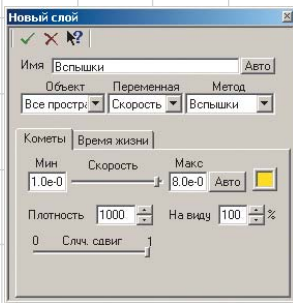 Новый слой
Имя Вспышки Авто
Объект Переменная Метод
Все простра Скорость Вспышки
Кометы Время жизни
Мин Скорость Макс
1.0e-0 8.0e-0 Авто
Плотность 1000 На виду 100 %
0 Слчч. сдвиг 1